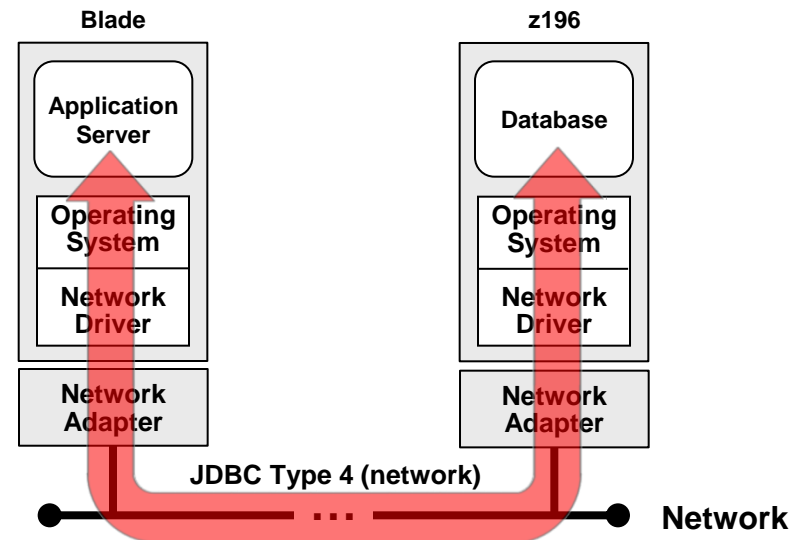 Blade
Application
Server
Operating
System
Network
Driver
Network
Adapter
z196
Database
Operating
System
Network
Driver
Network
Adapter
JDBC Type 4 (network)
...
Network